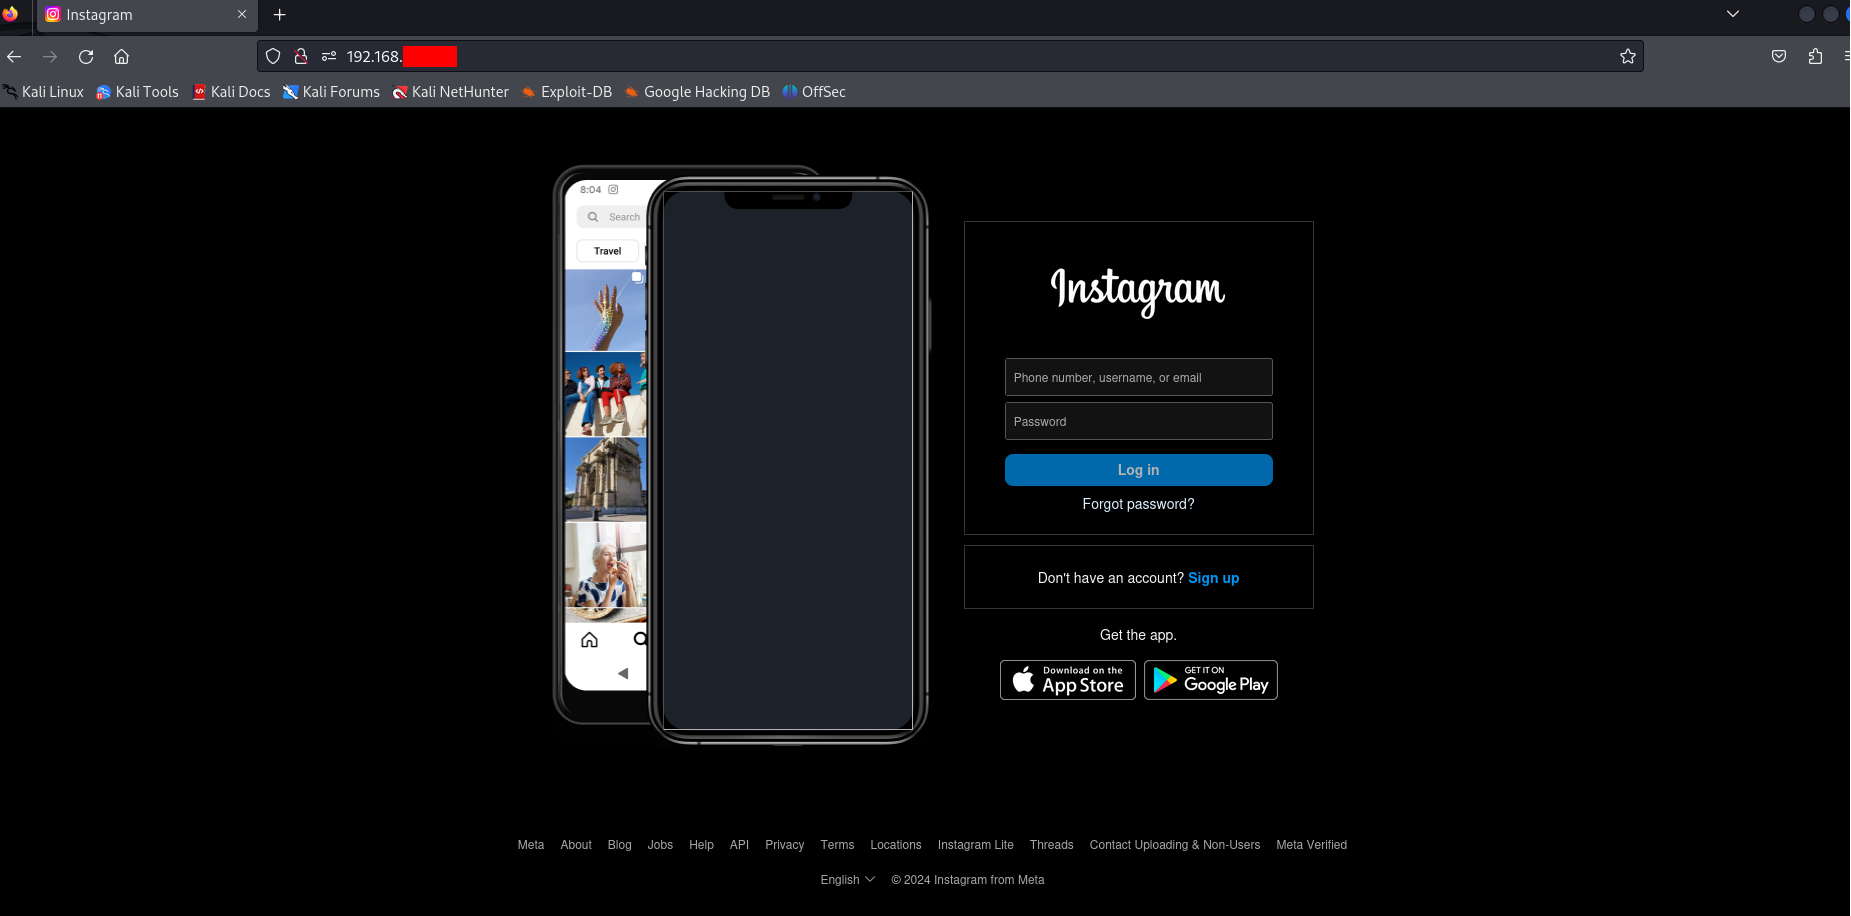 Instagram
192.168.
Kali Linux Kali Tools Kali Docs Kali Forums Kali NetHunter Exploit-DB Google Hacking DB OffSec
8:04
Search
Travel
Instagram
Phone number, username, or email
Password
Log in
Forgot password?
Don't have an account? Sign up
Get the app.
Download on the
App Store
GET IT ON
Google Play
Meta About Blog Jobs Help API Privacy Terms Locations Instagram Lite Threads Contact Uploading & Non-Users Meta Verified
English © 2024 Instagram from Meta